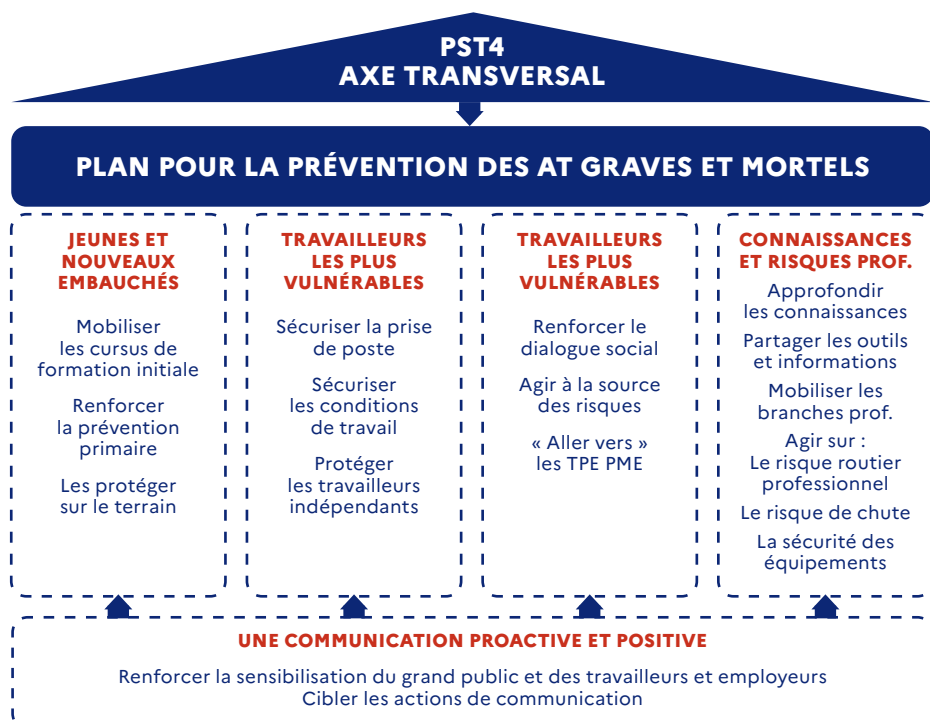 PST4
AXE TRANSVERSAL
PLAN POUR LA PRÉVENTION DES AT GRAVES ET MORTELS
JEUNES ET
NOUVEAUX
EMBAUCHÉS
Mobiliser
les cursus de
formation initiale
Renforcer
la prévention
primaire
Les protéger
sur le terrain
TRAVAILLEURS
LES PLUS
VULNÉRABLES
Sécuriser la prise
de poste
Sécuriser
les conditions
de travail
Protéger
les travailleurs
indépendants
TRAVAILLEURS
LES PLUS
VULNÉRABLES
Renforcer le
dialogue social
Agir à la source
des risques
« Aller vers »
les TPE PME
CONNAISSANCES
ET RISQUES PROF.
Approfondir
les connaissances
Partager les outils
et informations
Mobiliser les
branches prof.
Agir sur :
Le risque routier
professionnel
Le risque de chute
La sécurité des
équipements
UNE COMMUNICATION PROACTIVE ET POSITIVE
Renforcer la sensibilisation du grand public et des travailleurs et employeurs
Cibler les actions de communication